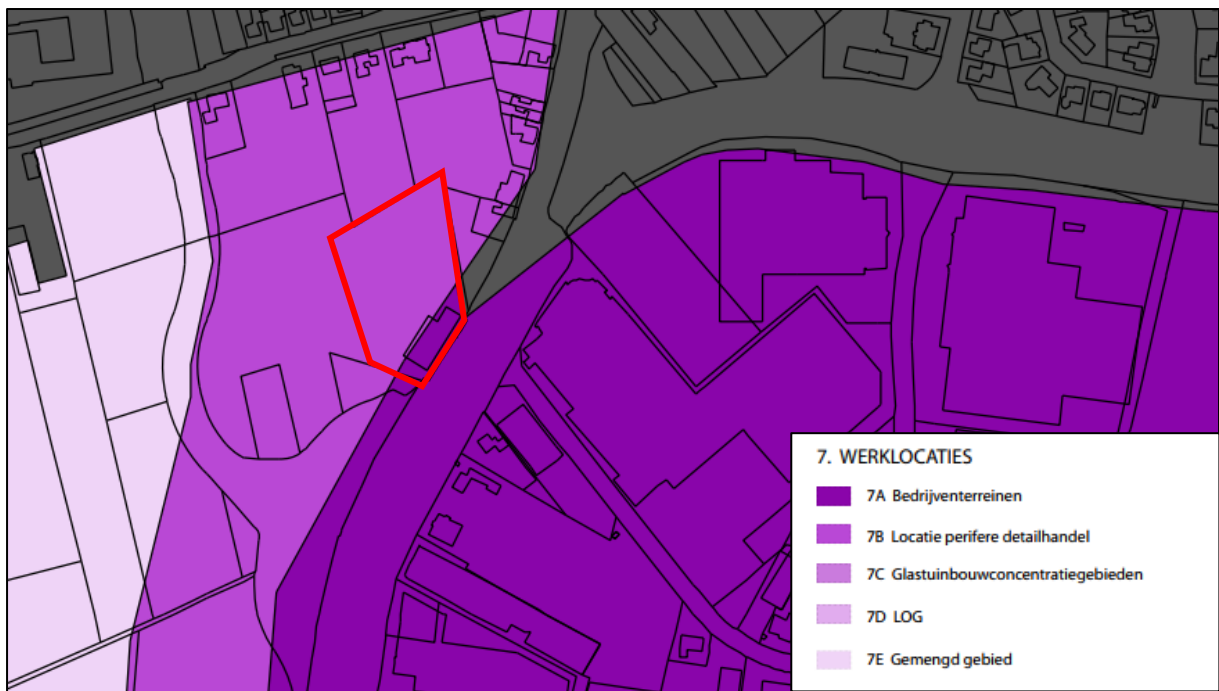 7. WERKLOCATIES
7A Bedrijventerreinen
7B Locatie perifere detailhandel
7C Glastuinbouwconcentratiegebieden
7D LOG
7E Gemengd gebied